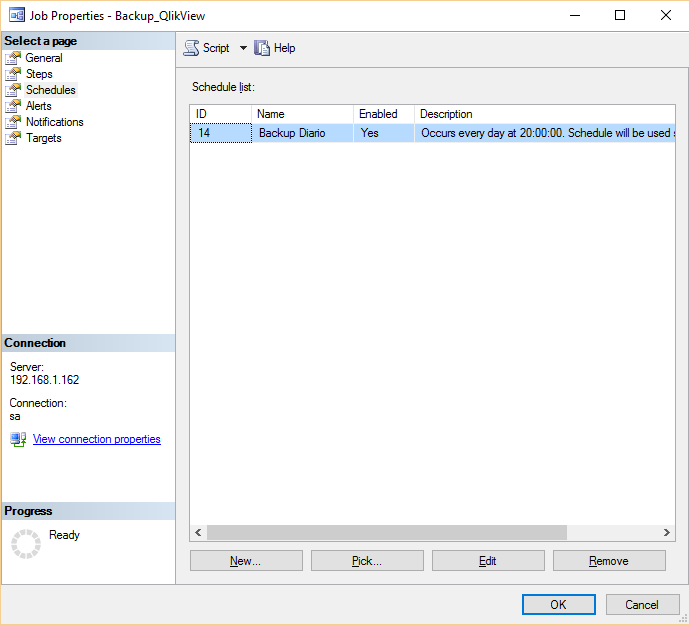 Job Properties - Backup_QlikView
Select a page
General
Steps
Schedules
Alerts
Notifications
Targets
Connection
Server:
192.168.1.162
Connection:
sa
View connection properties
Progress
Ready
Script Help
Schedule list:
ID Name Enabled Description
14 Backup Diario Yes Occurs every day at 20:00:00. Schedule will be used
New... Pick... Edit Remove
OK Cancel